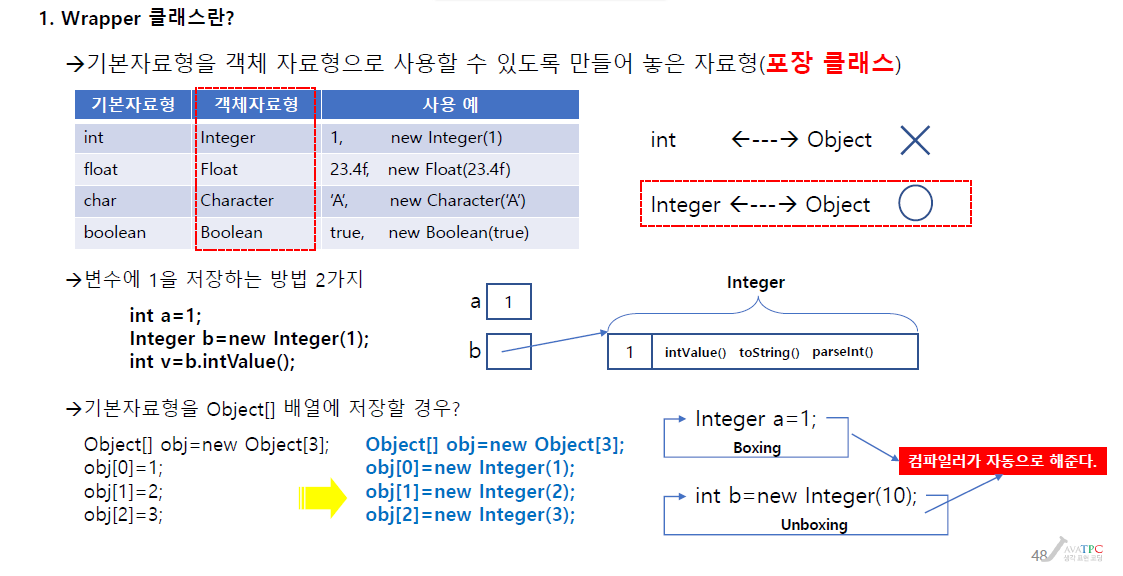 1. Wrapper 클래스란?
→기본자료형을 객체 자료형으로 사용할 수 있도록 만들어 놓은 자료형(포장 클래스)
기본자료형 객체자료형 사용 예
int Integer 1, new Integer(1)
float Float 23.4f, new Float(23.4f)
char Character ‘A’, new Character(‘A’)
boolean Boolean true, new Boolean(true)
int ←---→ Object
Integer ←---→ Object
→변수에 1을 저장하는 방법 2가지
int a=1;
Integer b=new Integer(1);
int v=b.intValue();
a 1
b
Integer
1 intValue() toString() parseInt()
→기본자료형을 Object[] 배열에 저장할 경우?
Object[] obj=new Object[3];
obj[0]=1;
obj[1]=2;
obj[2]=3;
Object[] obj=new Object[3];
obj[0]=new Integer(1);
obj[1]=new Integer(2);
obj[2]=new Integer(3);
Integer a=1;
Boxing
int b=new Integer(10);
Unboxing
컴파일러가 자동으로 해준다.
48
JAVATPC